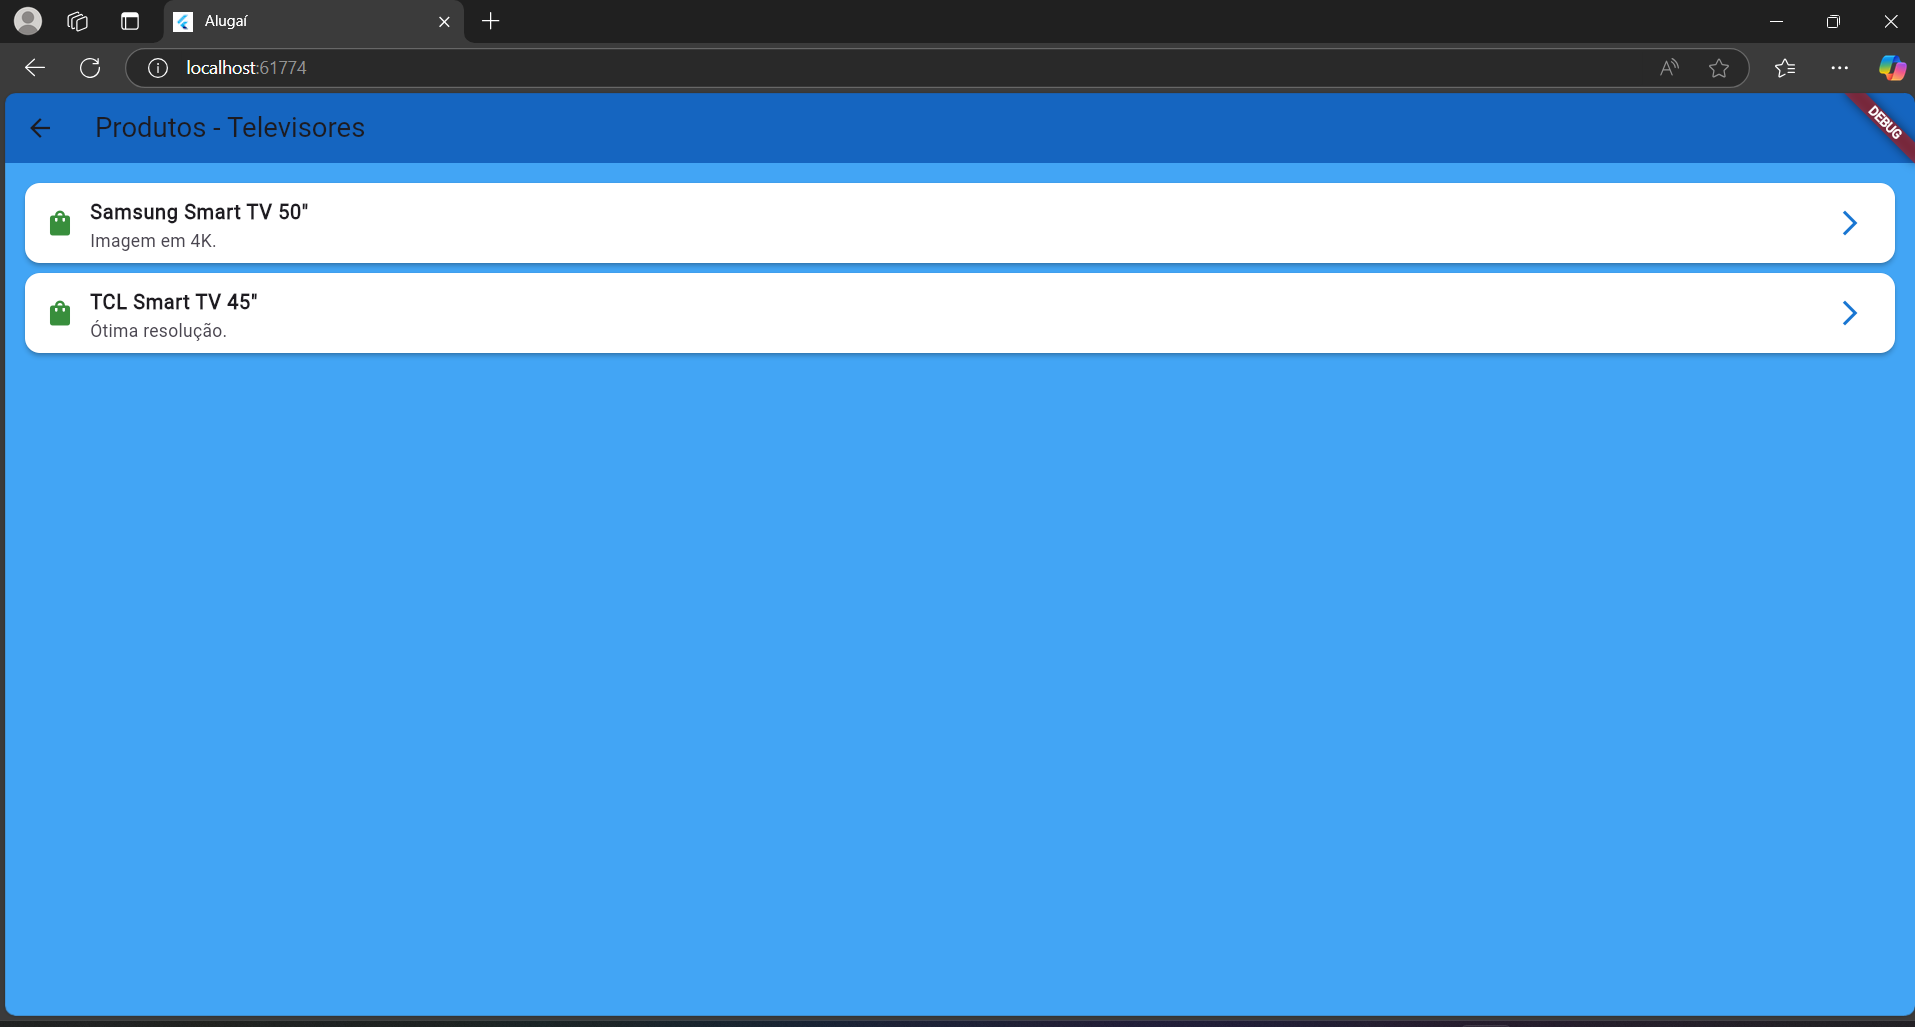 Alugaí
localhost:61774
Produtos - Televisores
DEBUG
Samsung Smart TV 50"
Imagem em 4K.
TCL Smart TV 45"
Ótima resolução.